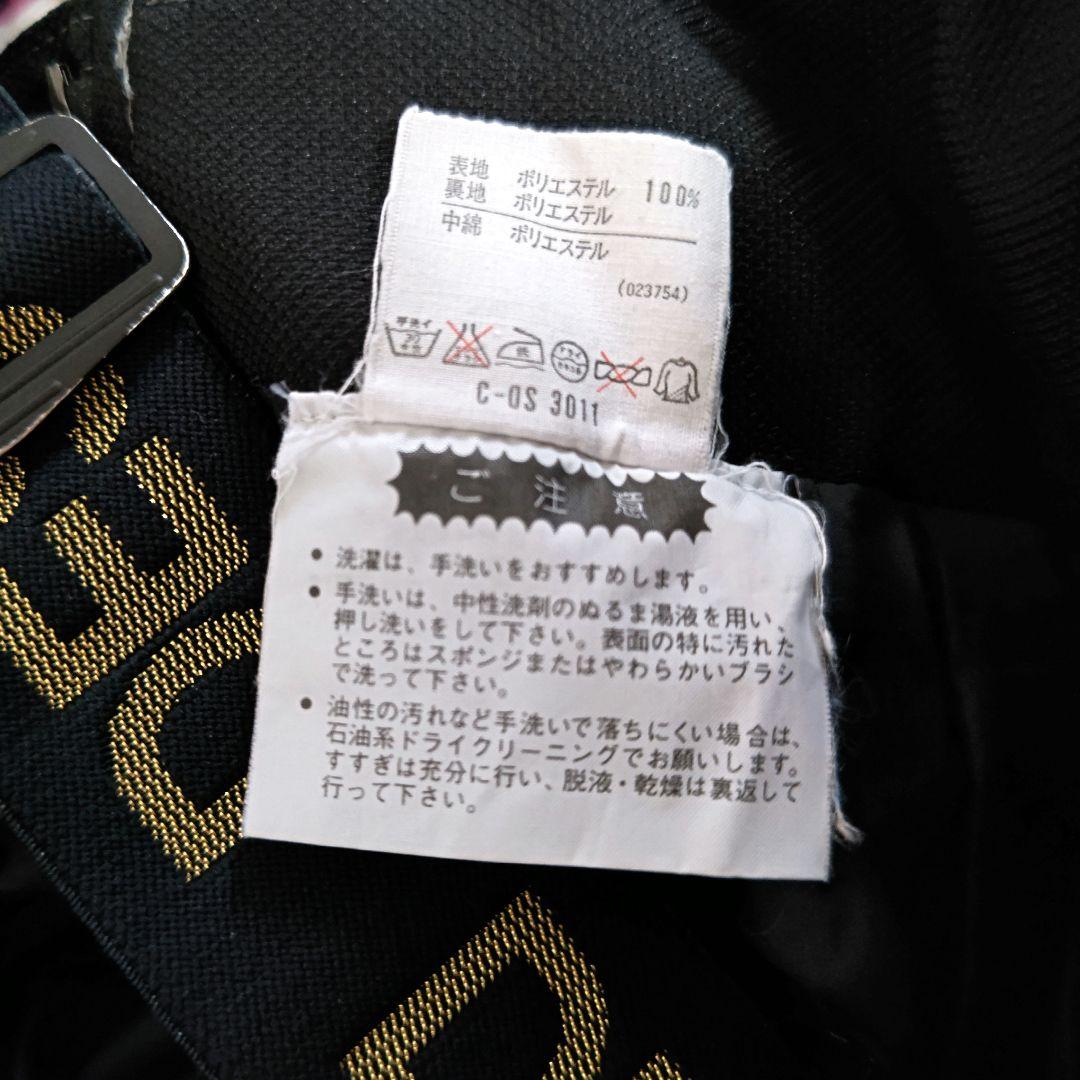 表地 ポリエステル 100%
裏地 ポリエステル
中綿 ポリエステル
(023754)
手洗イ
低
ドライ
C-OS 3011
ご注意
• 洗濯は、手洗いをおすすめします。
• 手洗いは、中性洗剤のぬるま湯液を用い、
押し洗いをして下さい。表面の特に汚れた
ところはスポンジまたはやわらかいブラシ
で洗って下さい。
• 油性の汚れなど手洗いで落ちにくい場合は、
石油系ドライクリーニングでお願いします。
すすぎは充分に行い、脱液・乾燥は裏返して
行って下さい。